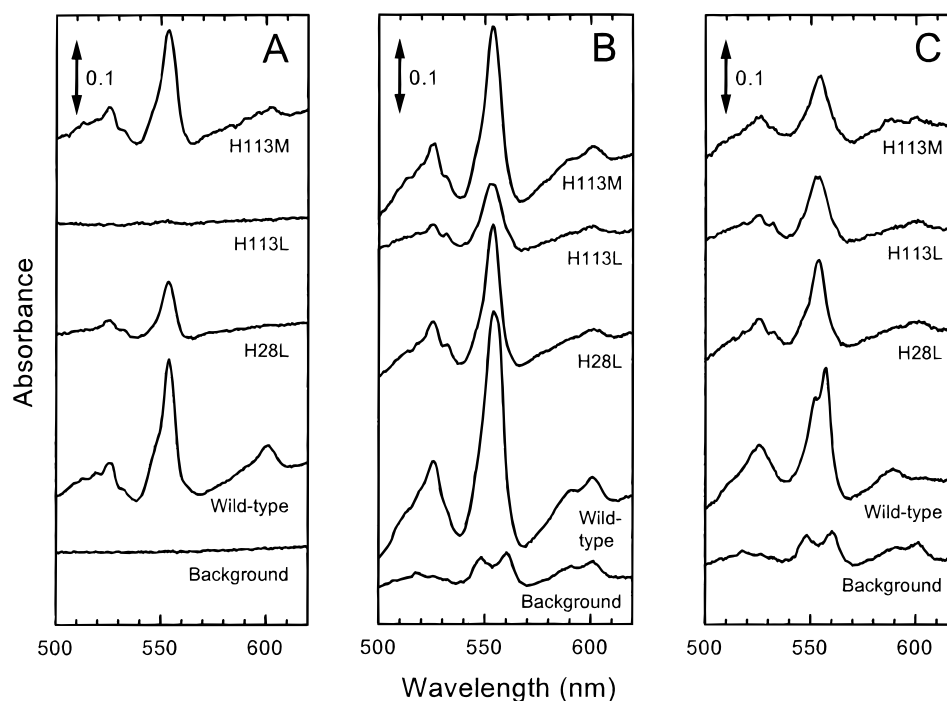 Absorbance
A
0.1
H113M
H113L
H28L
Wild-type
Background
500
550
600
B
0.1
H113M
H113L
H28L
Wild-
type
Background
500
550
600
C
0.1
H113M
H113L
H28L
Wild-type
Background
500
550
600
Wavelength (nm)